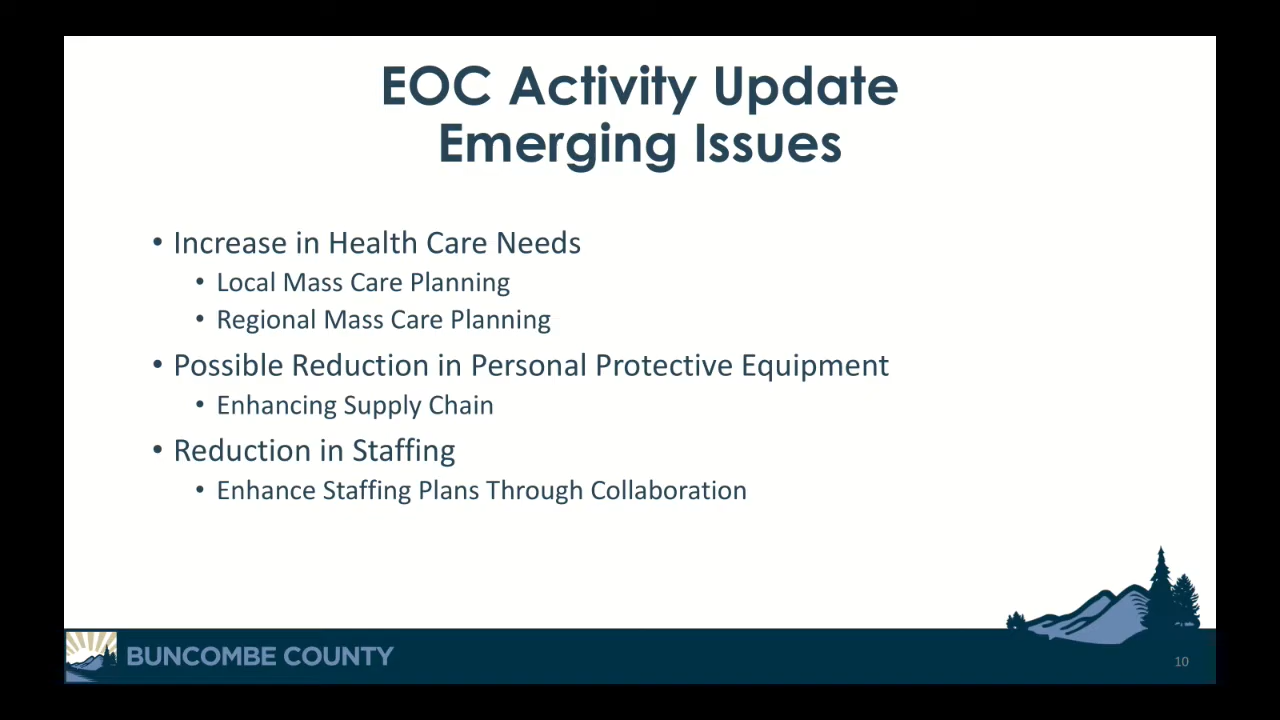 EOC Activity Update
Emerging Issues
• Increase in Health Care Needs
• Local Mass Care Planning
• Regional Mass Care Planning
• Possible Reduction in Personal Protective Equipment
• Enhancing Supply Chain
• Reduction in Staffing
• Enhance Staffing Plans Through Collaboration
BUNCOMBE COUNTY
10